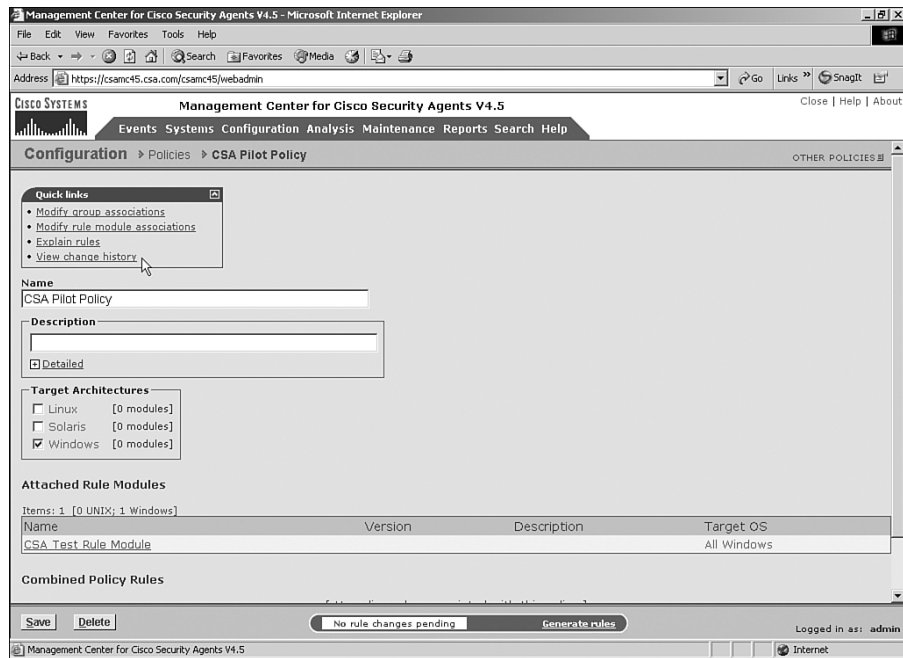 Management Center for Cisco Security Agents V4.5 - Microsoft Internet Explorer
File Edit View Favorites Tools Help
Back Search Favorites Media
Address https://csamc45.csa.com/csamc45/webadmin Go Links » SnagIt
CISCO SYSTEMS
Management Center for Cisco Security Agents V4.5
Close | Help | About
Events Systems Configuration Analysis Maintenance Reports Search Help
Configuration Policies CSA Pilot Policy
OTHER POLICIES
Quick links
• Modify group associations
• Modify rule module associations
• Explain rules
• View change history
Name
CSA Pilot Policy
Description
Detailed
Target Architectures
Linux [0 modules]
Solaris [0 modules]
Windows [0 modules]
Attached Rule Modules
Items: 1 [0 UNIX; 1 Windows]
Name Version Description Target OS
CSA Test Rule Module All Windows
Combined Policy Rules
Save Delete
No rule changes pending
Generate rules
Logged in as: admin
Management Center for Cisco Security Agents V4.5
Internet